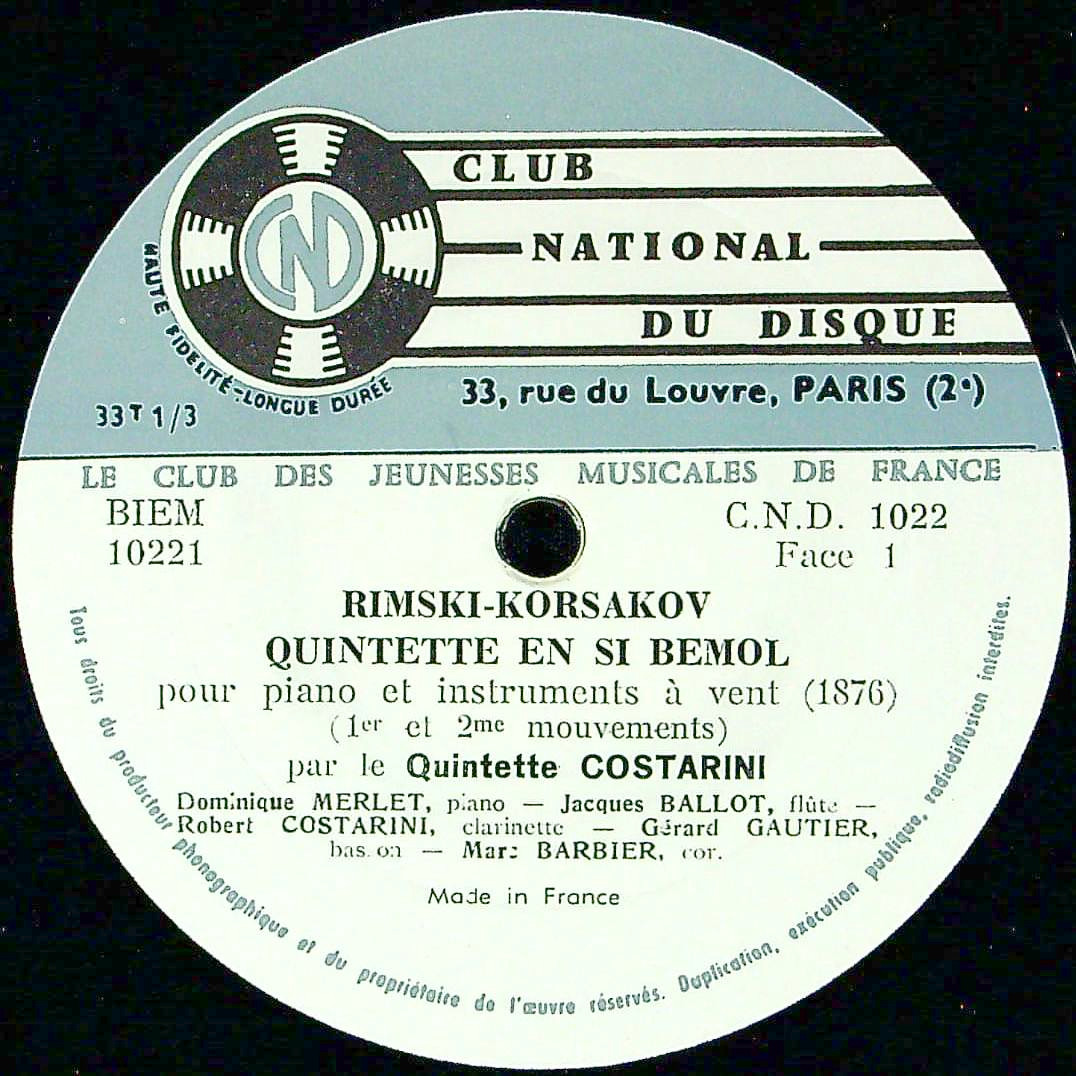 CLUB
NATIONAL
DU DISQUE
CND
HAUTE FIDELITÉ-LONGUE DURÉE
33, rue du Louvre, PARIS (2e)
33T 1/3
LE CLUB DES JEUNESSES MUSICALES DE FRANCE
BIEM
10221
C.N.D. 1022
Face 1
RIMSKI-KORSAKOV
QUINTETTE EN SI BEMOL
pour piano et instruments à vent (1876)
(1er et 2me mouvements)
par le Quintette COSTARINI
Dominique MERLET, piano — Jacques BALLOT, flûte —
Robert COSTARINI, clarinette — Gérard GAUTIER,
basson — Marc BARBIER, cor.
Made in France
Tous droits du producteur phonographique et du propriétaire de l'œuvre réservés. Duplication, exécution publique, radiodiffusion interdites.